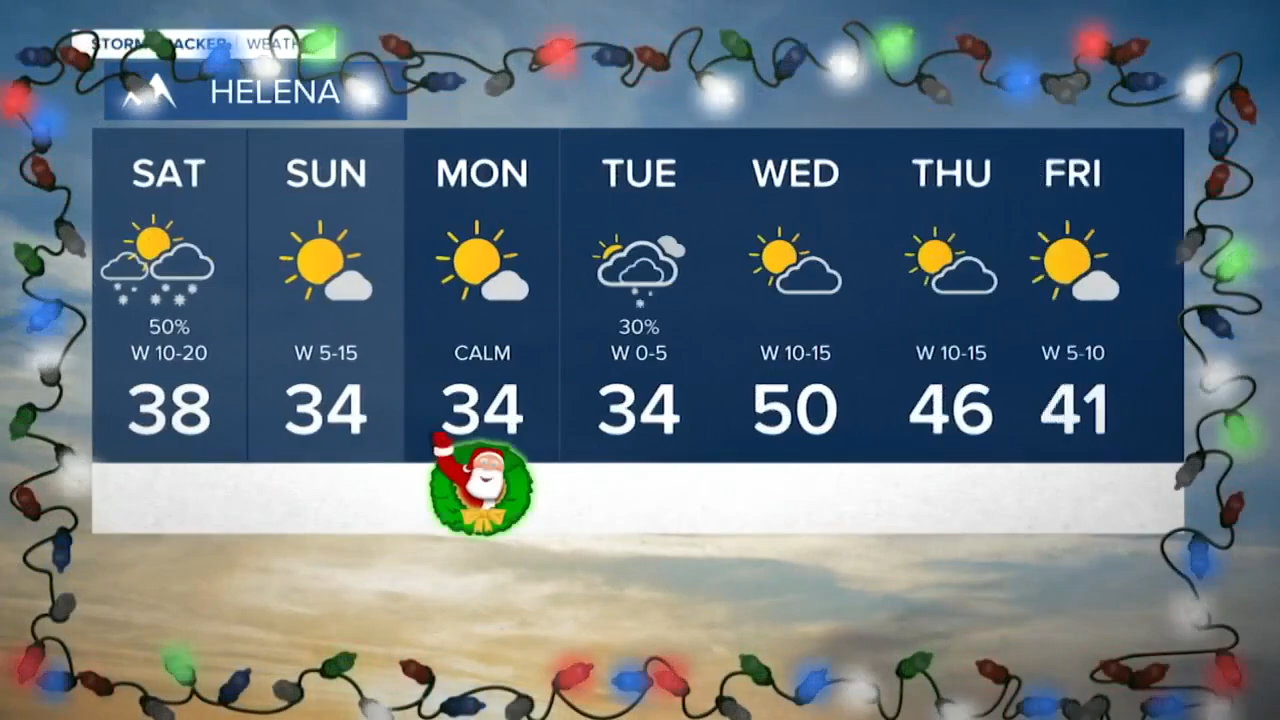 HELENA
SAT SUN MON TUE WED THU FRI
50% 30%
W 10-20 W 5-15 CALM W 0-5 W 10-15 W 10-15 W 5-10
38 34 34 34 50 46 41